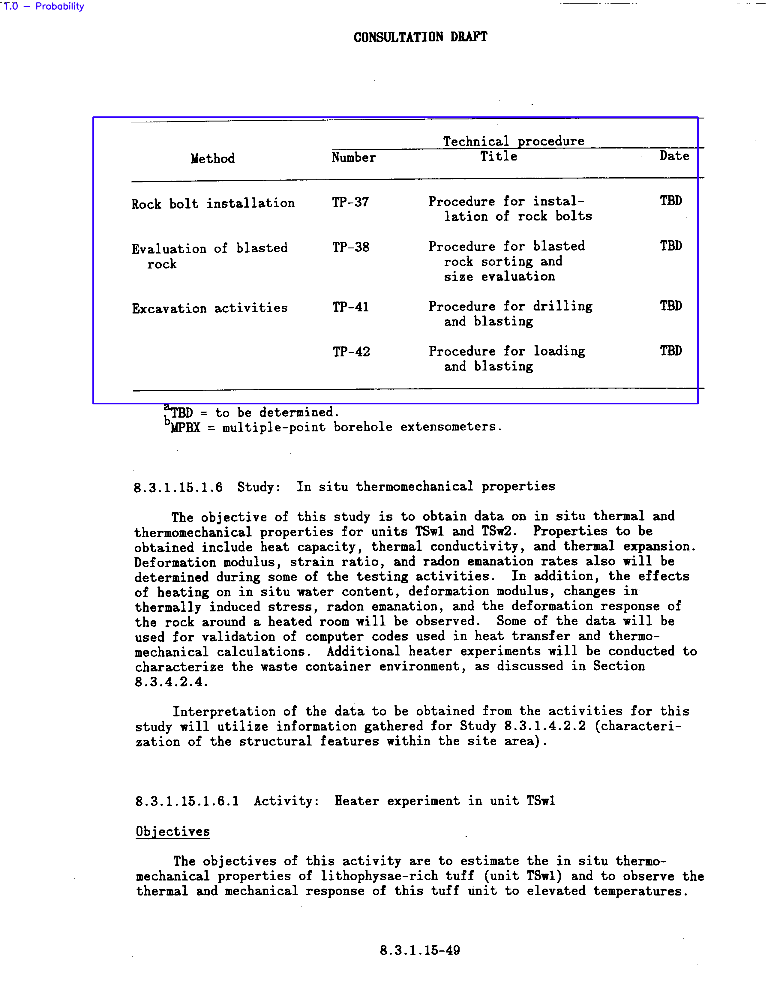 T.0 — Probability
CONSULTATION DRAFT
Technical procedure
Method Number Title Date
Rock bolt installation TP-37 Procedure for instal- TBD
lation of rock bolts
Evaluation of blasted TP-38 Procedure for blasted TBD
rock rock sorting and
size evaluation
Excavation activities TP-41 Procedure for drilling TBD
and blasting
TP-42 Procedure for loading TBD
and blasting
aTBD = to be determined.
bMPBX = multiple-point borehole extensometers.
8.3.1.15.1.6 Study: In situ thermomechanical properties
The objective of this study is to obtain data on in situ thermal and
thermomechanical properties for units TSw1 and TSw2. Properties to be
obtained include heat capacity, thermal conductivity, and thermal expansion.
Deformation modulus, strain ratio, and radon emanation rates also will be
determined during some of the testing activities. In addition, the effects
of heating on in situ water content, deformation modulus, changes in
thermally induced stress, radon emanation, and the deformation response of
the rock around a heated room will be observed. Some of the data will be
used for validation of computer codes used in heat transfer and thermo-
mechanical calculations. Additional heater experiments will be conducted to
characterize the waste container environment, as discussed in Section
8.3.4.2.4.
Interpretation of the data to be obtained from the activities for this
study will utilize information gathered for Study 8.3.1.4.2.2 (characteri-
zation of the structural features within the site area).
8.3.1.15.1.6.1 Activity: Heater experiment in unit TSw1
Objectives
The objectives of this activity are to estimate the in situ thermo-
mechanical properties of lithophysae-rich tuff (unit TSw1) and to observe the
thermal and mechanical response of this tuff unit to elevated temperatures.
8.3.1.15-49